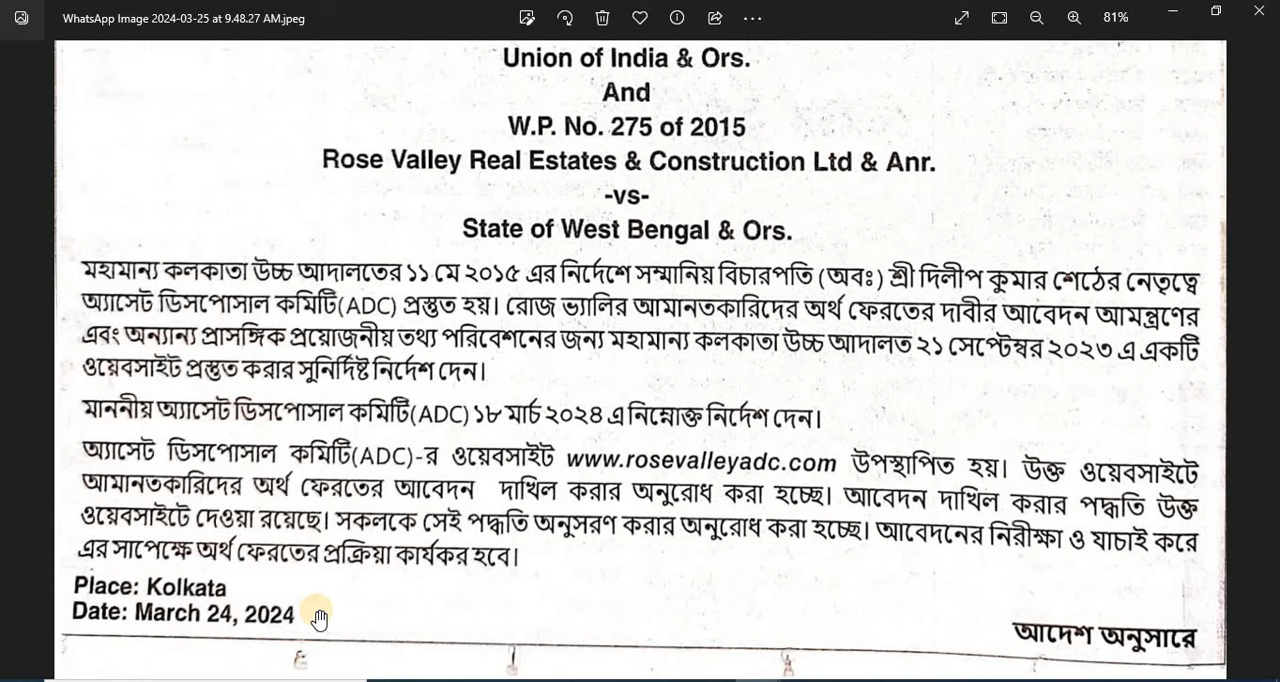 WhatsApp Image 2024-03-25 at 9.48.27 AM.jpeg
81%
Union of India & Ors.
And
W.P. No. 275 of 2015
Rose Valley Real Estates & Construction Ltd & Anr.
-vs-
State of West Bengal & Ors.
মহামান্য কলকাতা উচ্চ আদালতের ১১ মে ২০১৫ এর নির্দেশে সম্মানিয় বিচারপতি (অবঃ) শ্রী দিলীপ কুমার শেঠের নেতৃত্বে
অ্যাসেট ডিসপোসাল কমিটি(ADC) প্রস্তুত হয়। রোজ ভ্যালির আমানতকারিদের অর্থ ফেরতের দাবীর আবেদন আমন্ত্রণের
এবং অন্যান্য প্রাসঙ্গিক প্রয়োজনীয় তথ্য পরিবেশনের জন্য মহামান্য কলকাতা উচ্চ আদালত ২১ সেপ্টেম্বর ২০২৩ এ একটি
ওয়েবসাইট প্রস্তুত করার সুনির্দিষ্ট নির্দেশ দেন।
মাননীয় অ্যাসেট ডিসপোসাল কমিটি(ADC) ১৮ মার্চ ২০২৪ এ নিম্নোক্ত নির্দেশ দেন।
অ্যাসেট ডিসপোসাল কমিটি(ADC)-র ওয়েবসাইট www.rosevalleyadc.com উপস্থাপিত হয়। উক্ত ওয়েবসাইটে
আমানতকারিদের অর্থ ফেরতের আবেদন দাখিল করার অনুরোধ করা হচ্ছে। আবেদন দাখিল করার পদ্ধতি উক্ত
ওয়েবসাইটে দেওয়া রয়েছে। সকলকে সেই পদ্ধতি অনুসরণ করার অনুরোধ করা হচ্ছে। আবেদনের নিরীক্ষা ও যাচাই করে
এর সাপেক্ষে অর্থ ফেরতের প্রক্রিয়া কার্যকর হবে।
Place: Kolkata
Date: March 24, 2024
আদেশ অনুসারে